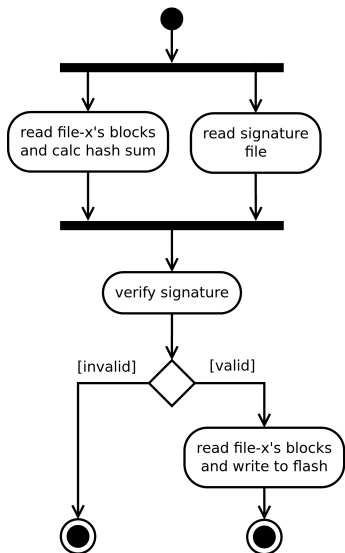 read file-x's blocks
and calc hash sum
read signature
file
verify signature
[invalid]
[valid]
read file-x's blocks
and write to flash